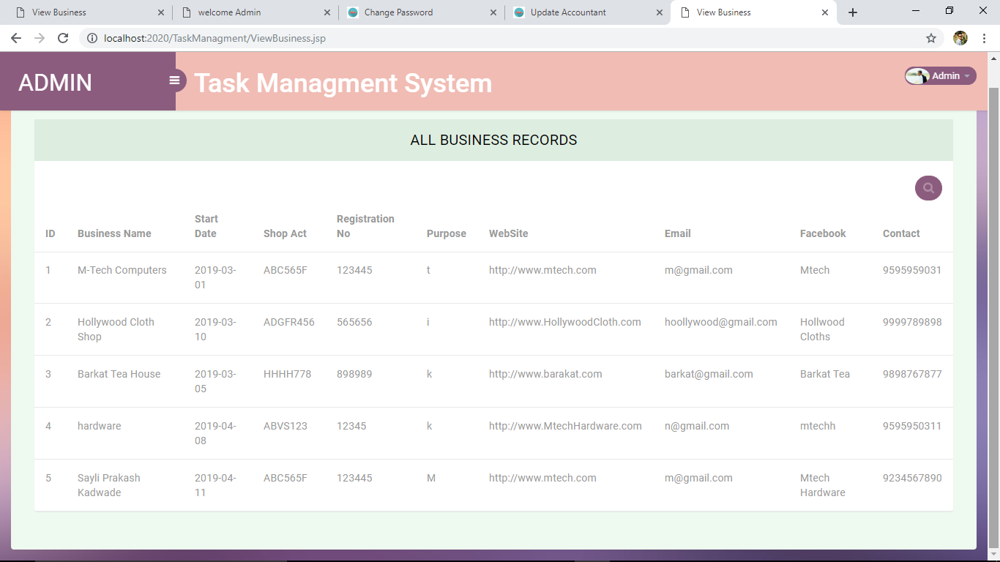 View Business
welcome Admin
Change Password
Update Accountant
View Business
localhost:2020/TaskManagment/ViewBusiness.jsp
ADMIN
Task Managment System
Admin
ALL BUSINESS RECORDS
ID Business Name Start Date Shop Act Registration No Purpose WebSite Email Facebook Contact
1 M-Tech Computers 2019-03-01 ABC565F 123445 t http://www.mtech.com m@gmail.com Mtech 9595959031
2 Hollywood Cloth Shop 2019-03-10 ADGFR456 565656 i http://www.HollywoodCloth.com hoollywood@gmail.com Hollwood Cloths 9999789898
3 Barkat Tea House 2019-03-05 HHHH778 898989 k http://www.barakat.com barkat@gmail.com Barkat Tea 9898767877
4 hardware 2019-04-08 ABVS123 12345 k http://www.MtechHardware.com n@gmail.com mtechh 9595950311
5 Sayli Prakash Kadwade 2019-04-11 ABC565F 123445 M http://www.mtech.com m@gmail.com Mtech Hardware 9234567890